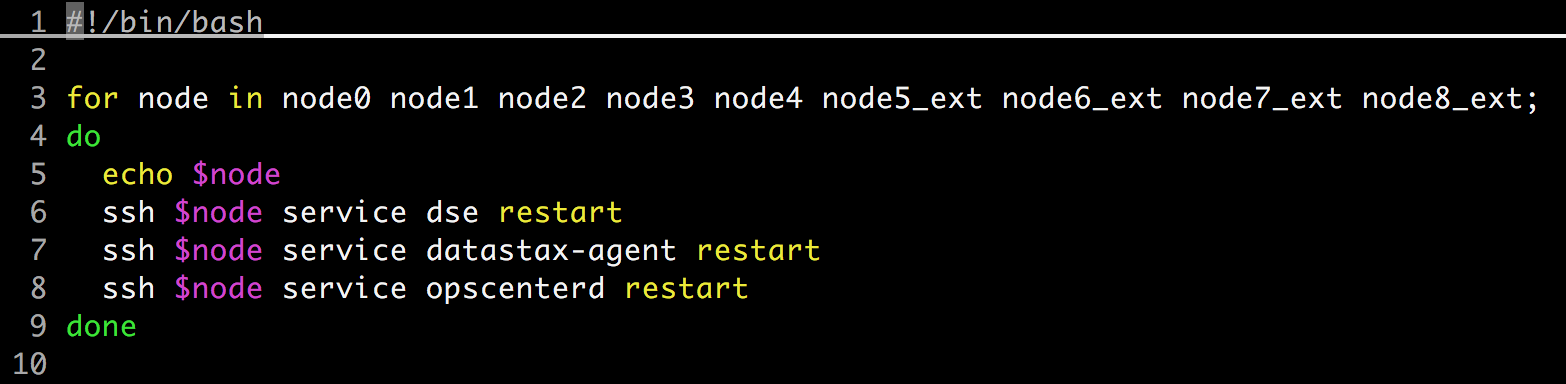 1 #!/bin/bash
2
3 for node in node0 node1 node2 node3 node4 node5_ext node6_ext node7_ext node8_ext;
4 do
5   echo $node
6   ssh $node service dse restart
7   ssh $node service datastax-agent restart
8   ssh $node service opscenterd restart
9 done
10